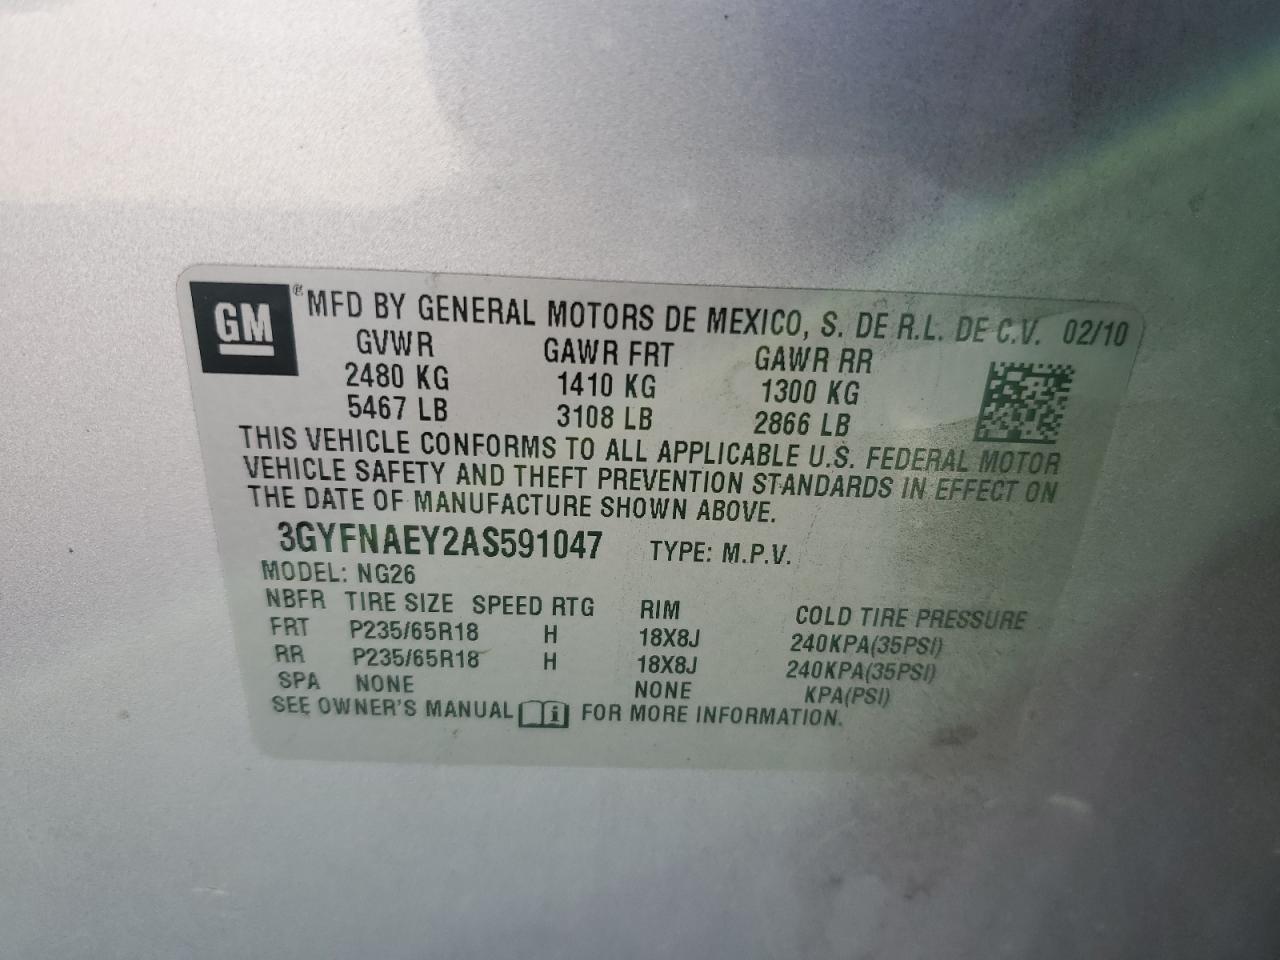 GM ® MFD BY GENERAL MOTORS DE MEXICO, S. DE R.L. DE C.V. 02/10
GVWR GAWR FRT GAWR RR
2480 KG 1410 KG 1300 KG
5467 LB 3108 LB 2866 LB
THIS VEHICLE CONFORMS TO ALL APPLICABLE U.S. FEDERAL MOTOR
VEHICLE SAFETY AND THEFT PREVENTION STANDARDS IN EFFECT ON
THE DATE OF MANUFACTURE SHOWN ABOVE.
3GYFNAEY2AS591047 TYPE: M.P.V.
MODEL: NG26
NBFR TIRE SIZE SPEED RTG RIM COLD TIRE PRESSURE
FRT P235/65R18 H 18X8J 240KPA(35PSI)
RR P235/65R18 H 18X8J 240KPA(35PSI)
SPA NONE NONE KPA(PSI)
SEE OWNER'S MANUAL i FOR MORE INFORMATION.